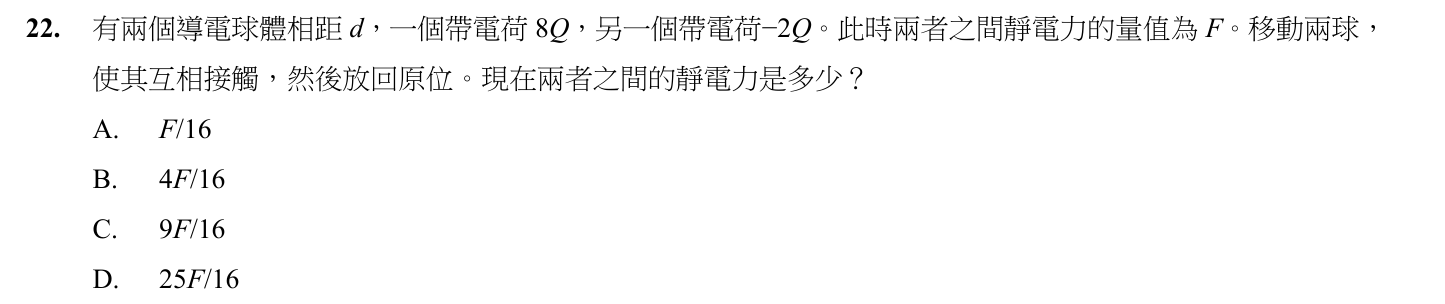 22. 有兩個導電球體相距 d，一個帶電荷 8Q，另一個帶電荷−2Q。此時兩者之間靜電力的量值為 F。移動兩球，
使其互相接觸，然後放回原位。現在兩者之間的靜電力是多少？
A. F/16
B. 4F/16
C. 9F/16
D. 25F/16